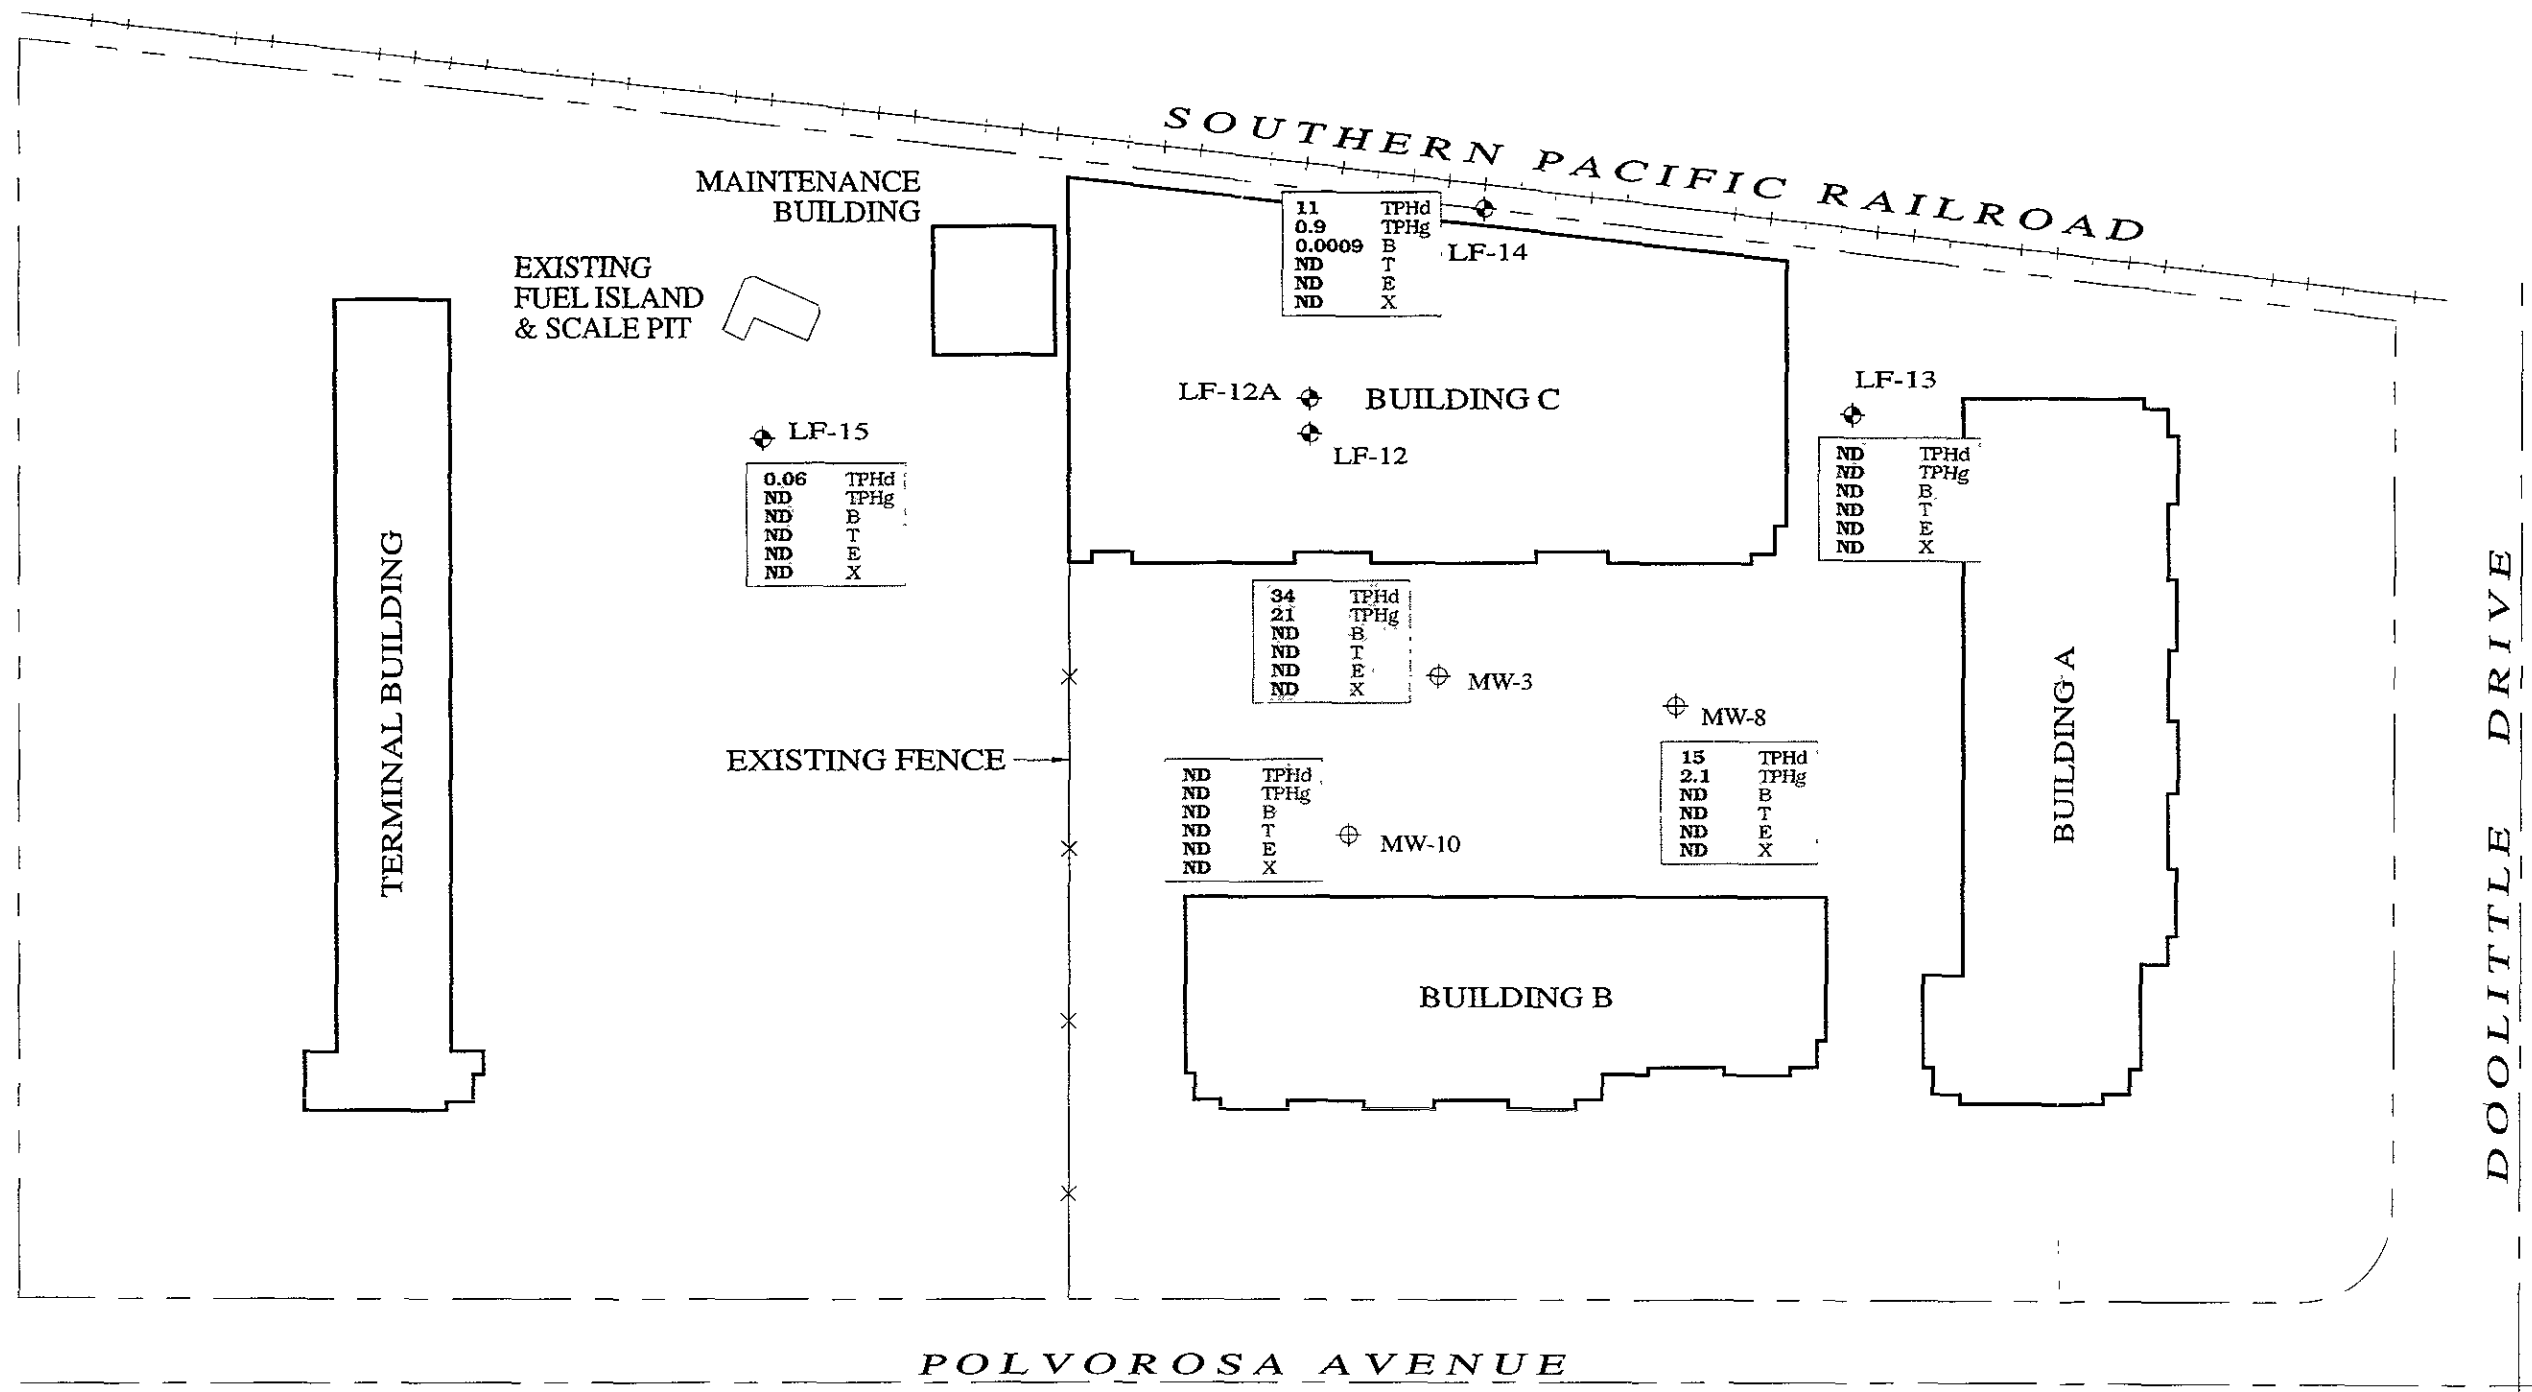 SOUTHERN PACIFIC RAILROAD
MAINTENANCE
BUILDING
EXISTING
FUEL ISLAND
& SCALE PIT
11 TPHd
0.9 TPHg
0.0009 B
ND T
ND E
ND X
LF-14
LF-12A
BUILDING C
LF-12
LF-13
ND TPHd
ND TPHg
ND B
ND T
ND E
ND X
LF-15
0.06 TPHd
ND TPHg
ND B
ND T
ND E
ND X
TERMINAL BUILDING
34 TPHd
21 TPHg
ND B
ND T
ND E
ND X
MW-3
MW-8
15 TPHd
2.1 TPHg
ND B
ND T
ND E
ND X
EXISTING FENCE
ND TPHd
ND TPHg
ND B
ND T
ND E
ND X
MW-10
BUILDING A
BUILDING B
DOOLITTLE DRIVE
POLVOROSA AVENUE